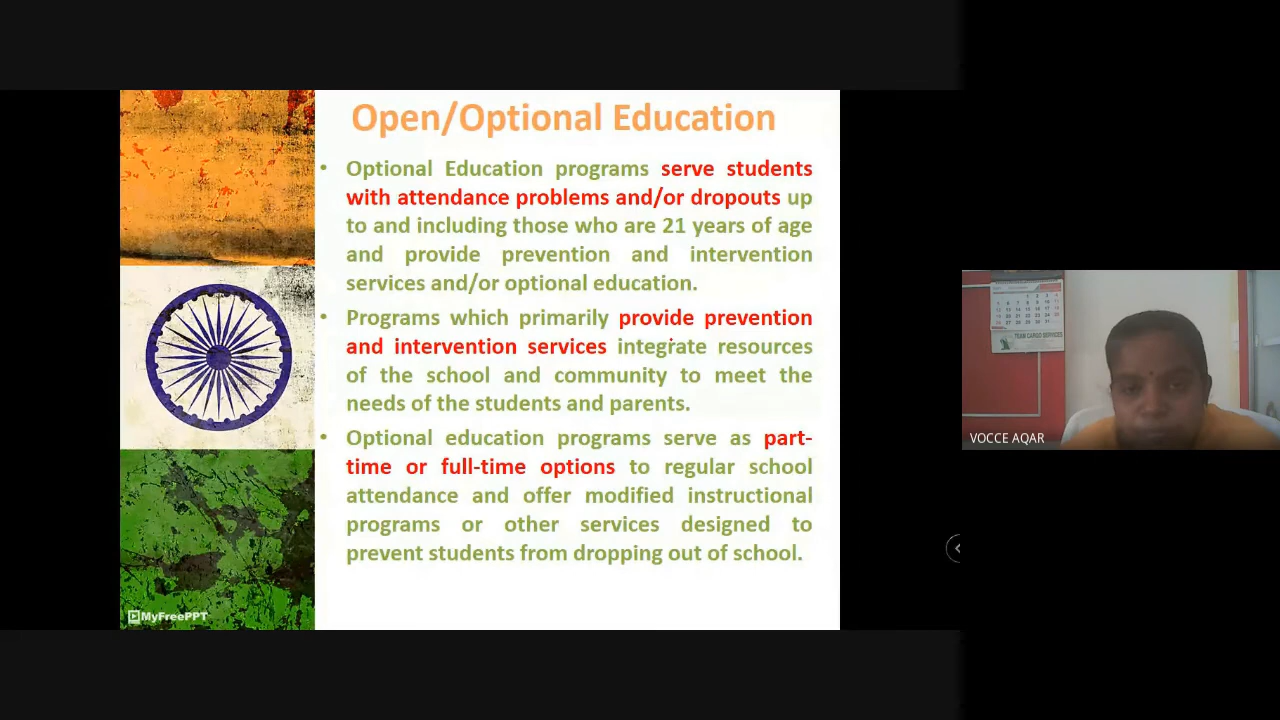 Open/Optional Education
• Optional Education programs serve students
with attendance problems and/or dropouts up
to and including those who are 21 years of age
and provide prevention and intervention
services and/or optional education.
• Programs which primarily provide prevention
and intervention services integrate resources
of the school and community to meet the
needs of the students and parents.
• Optional education programs serve as part-
time or full-time options to regular school
attendance and offer modified instructional
programs or other services designed to
prevent students from dropping out of school.
MyFreePPT
TEAM CARGO SERVICES
VOCCE AQAR